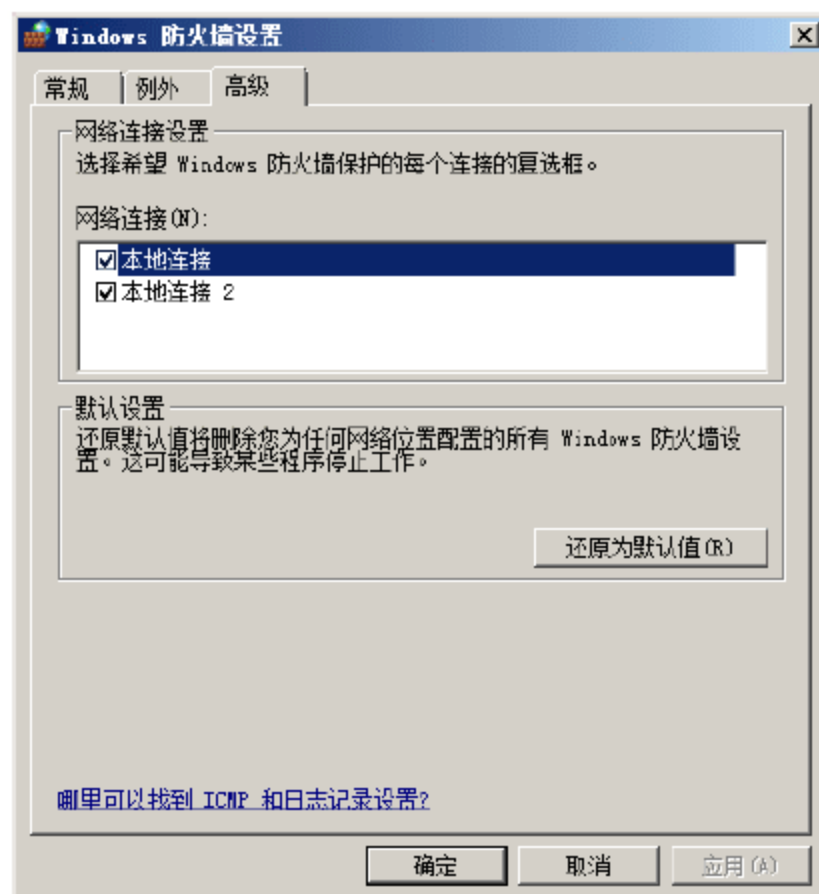 Windows 防火墙设置
常规
例外
高级
网络连接设置
选择希望 Windows 防火墙保护的每个连接的复选框。
网络连接(N):
本地连接
本地连接 2
默认设置
还原默认值将删除您为任何网络位置配置的所有 Windows 防火墙设
置。这可能导致某些程序停止工作。
还原为默认值(R)
哪里可以找到 ICMP 和日志记录设置?
确定
取消
应用(A)